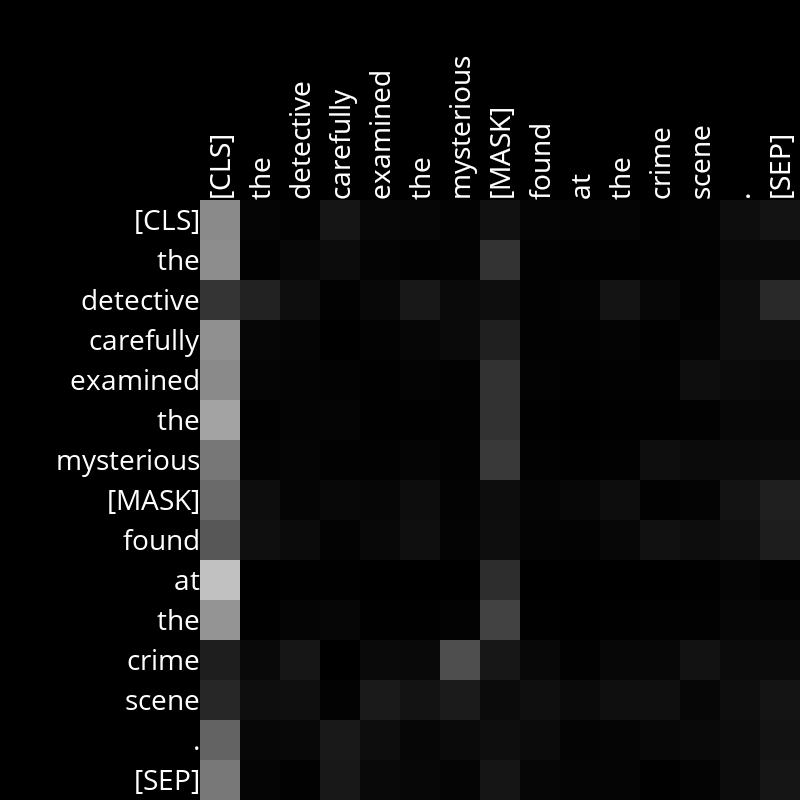 [CLS]
the
detective
carefully
examined
the
mysterious
[MASK]
found
at
the
crime
scene
.
[SEP]
[CLS]
the
detective
carefully
examined
the
mysterious
[MASK]
found
at
the
crime
scene
.
[SEP]